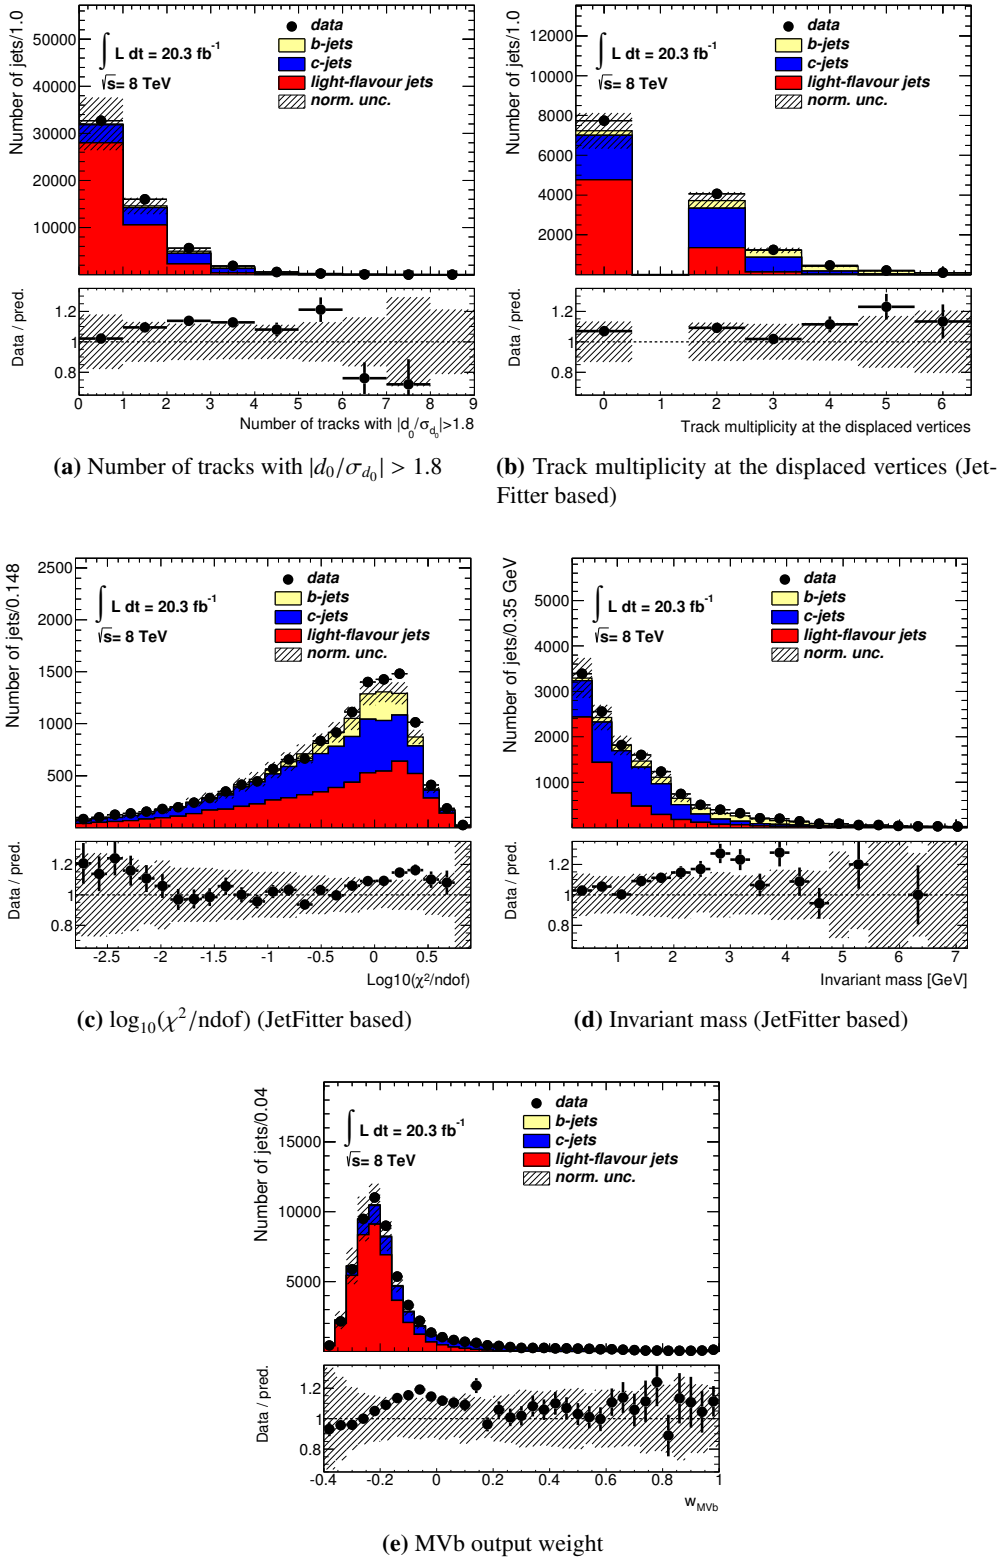 Number of jets/1.0
50000
40000
30000
20000
10000
∫ L dt = 20.3 fb⁻¹
√s= 8 TeV
data
b-jets
c-jets
light-flavour jets
norm. unc.
Data / pred.
1.2
1
0.8
0 1 2 3 4 5 6 7 8 9
Number of tracks with |d₀/σ_d₀|>1.8
(a) Number of tracks with |d₀/σ_d₀| > 1.8
Number of jets/1.0
12000
10000
8000
6000
4000
2000
∫ L dt = 20.3 fb⁻¹
√s= 8 TeV
data
b-jets
c-jets
light-flavour jets
norm. unc.
Data / pred.
1.2
1
0.8
0 1 2 3 4 5 6
Track multiplicity at the displaced vertices
(b) Track multiplicity at the displaced vertices (Jet-
Fitter based)
Number of jets/0.148
2500
2000
1500
1000
500
∫ L dt = 20.3 fb⁻¹
√s= 8 TeV
data
b-jets
c-jets
light-flavour jets
norm. unc.
Data / pred.
1.2
1
0.8
-2.5 -2 -1.5 -1 -0.5 0 0.5
Log10(χ²/ndof)
(c) log₁₀(χ²/ndof) (JetFitter based)
Number of jets/0.35 GeV
5000
4000
3000
2000
1000
∫ L dt = 20.3 fb⁻¹
√s= 8 TeV
data
b-jets
c-jets
light-flavour jets
norm. unc.
Data / pred.
1.2
1
0.8
1 2 3 4 5 6 7
Invariant mass [GeV]
(d) Invariant mass (JetFitter based)
Number of jets/0.04
15000
10000
5000
∫ L dt = 20.3 fb⁻¹
√s= 8 TeV
data
b-jets
c-jets
light-flavour jets
norm. unc.
Data / pred.
1.2
1
0.8
-0.4 -0.2 0 0.2 0.4 0.6 0.8 1
w_MVb
(e) MVb output weight